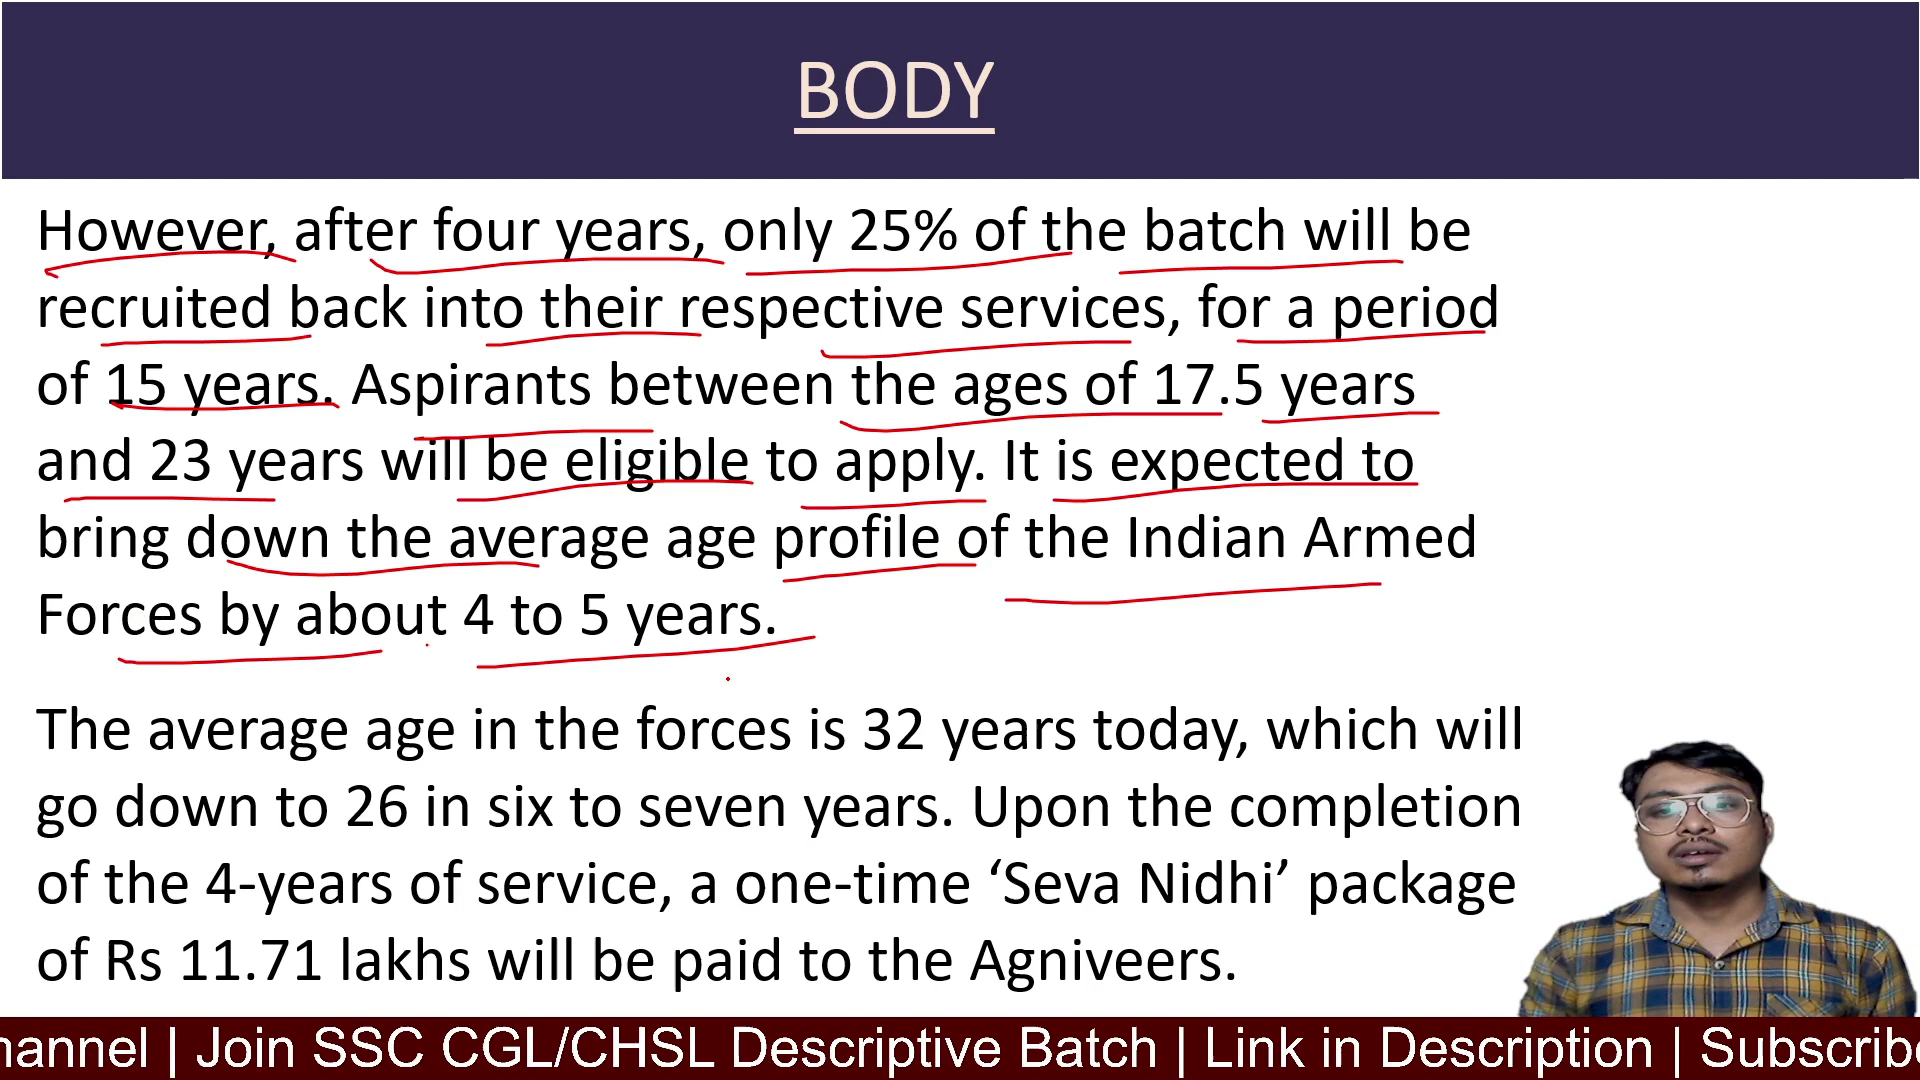 BODY
However, after four years, only 25% of the batch will be
recruited back into their respective services, for a period
of 15 years. Aspirants between the ages of 17.5 years
and 23 years will be eligible to apply. It is expected to
bring down the average age profile of the Indian Armed
Forces by about 4 to 5 years.
The average age in the forces is 32 years today, which will
go down to 26 in six to seven years. Upon the completion
of the 4-years of service, a one-time ‘Seva Nidhi’ package
of Rs 11.71 lakhs will be paid to the Agniveers.
hannel | Join SSC CGL/CHSL Descriptive Batch | Link in Description | Subscrib